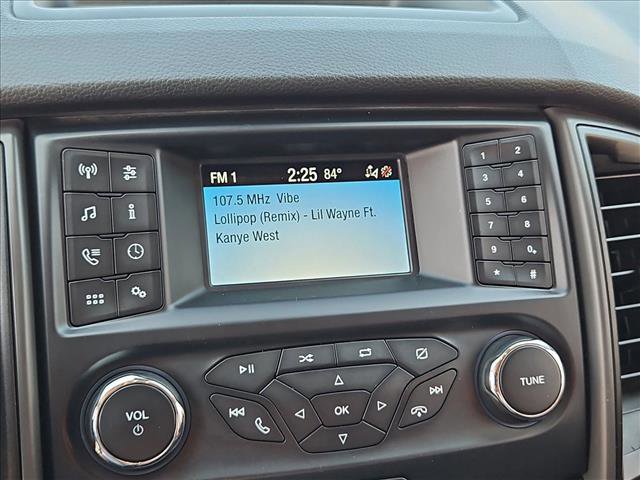 FM 1 2:25 84°
107.5 MHz Vibe
Lollipop (Remix) - Lil Wayne Ft.
Kanye West
1 2
3 4
5 6
7 8
9 0+
* #
VOL
OK
TUNE